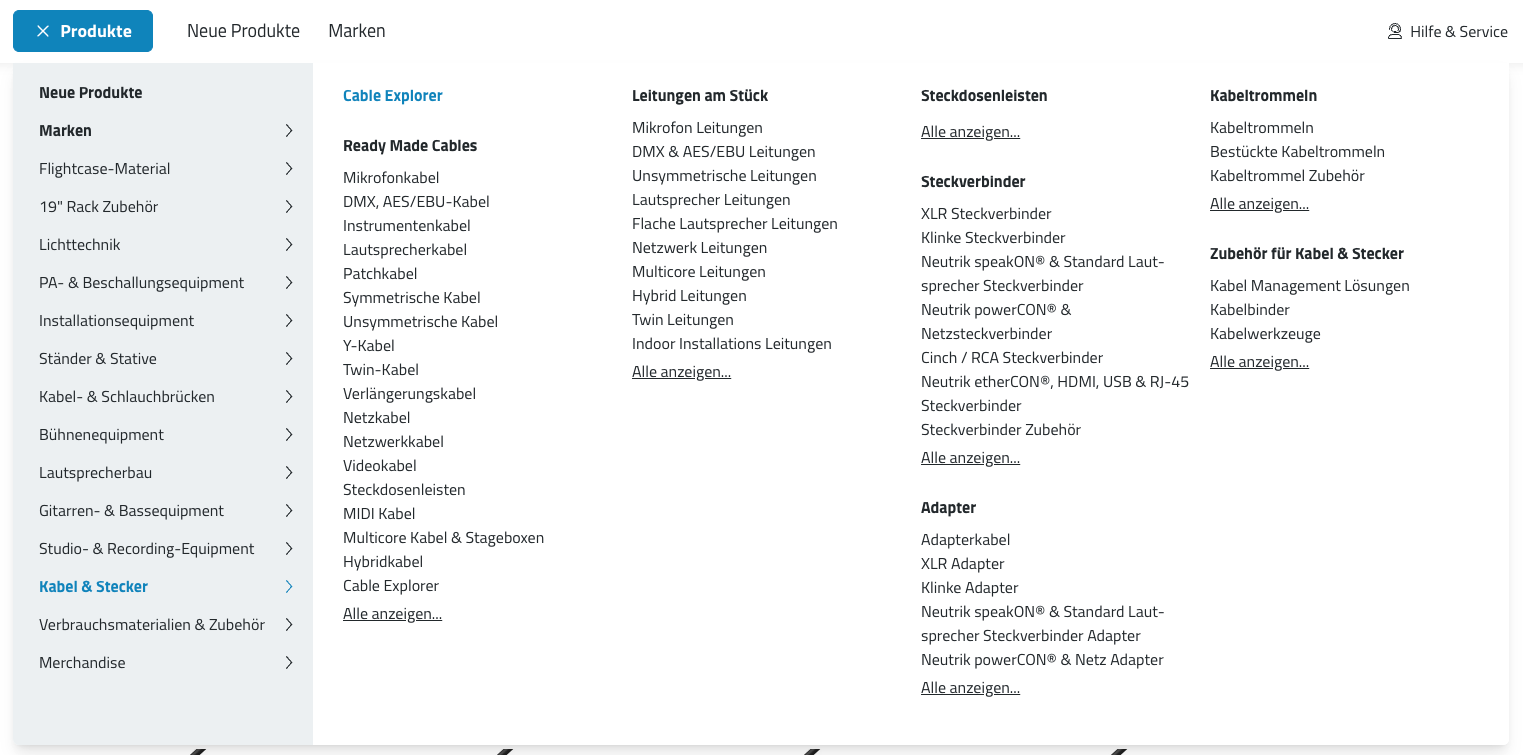 Produkte
Neue Produkte
Marken
Hilfe & Service
Neue Produkte
Marken
Flightcase-Material
19" Rack Zubehör
Lichttechnik
PA- & Beschallungsequipment
Installationsequipment
Ständer & Stative
Kabel- & Schlauchbrücken
Bühnenequipment
Lautsprecherbau
Gitarren- & Bassequipment
Studio- & Recording-Equipment
Kabel & Stecker
Verbrauchsmaterialien & Zubehör
Merchandise
Cable Explorer
Ready Made Cables
Mikrofonkabel
DMX, AES/EBU-Kabel
Instrumentenkabel
Lautsprecherkabel
Patchkabel
Symmetrische Kabel
Unsymmetrische Kabel
Y-Kabel
Twin-Kabel
Verlängerungskabel
Netzkabel
Netzwerkkabel
Videokabel
Steckdosenleisten
MIDI Kabel
Multicore Kabel & Stageboxen
Hybridkabel
Cable Explorer
Alle anzeigen...
Leitungen am Stück
Mikrofon Leitungen
DMX & AES/EBU Leitungen
Unsymmetrische Leitungen
Lautsprecher Leitungen
Flache Lautsprecher Leitungen
Netzwerk Leitungen
Multicore Leitungen
Hybrid Leitungen
Twin Leitungen
Indoor Installations Leitungen
Alle anzeigen...
Steckdosenleisten
Alle anzeigen...
Steckverbinder
XLR Steckverbinder
Klinke Steckverbinder
Neutrik speakON® & Standard Laut-
sprecher Steckverbinder
Neutrik powerCON® &
Netzsteckverbinder
Cinch / RCA Steckverbinder
Neutrik etherCON®, HDMI, USB & RJ-45
Steckverbinder
Steckverbinder Zubehör
Alle anzeigen...
Adapter
Adapterkabel
XLR Adapter
Klinke Adapter
Neutrik speakON® & Standard Laut-
sprecher Steckverbinder Adapter
Neutrik powerCON® & Netz Adapter
Alle anzeigen...
Kabeltrommeln
Kabeltrommeln
Bestückte Kabeltrommeln
Kabeltrommel Zubehör
Alle anzeigen...
Zubehör für Kabel & Stecker
Kabel Management Lösungen
Kabelbinder
Kabelwerkzeuge
Alle anzeigen...